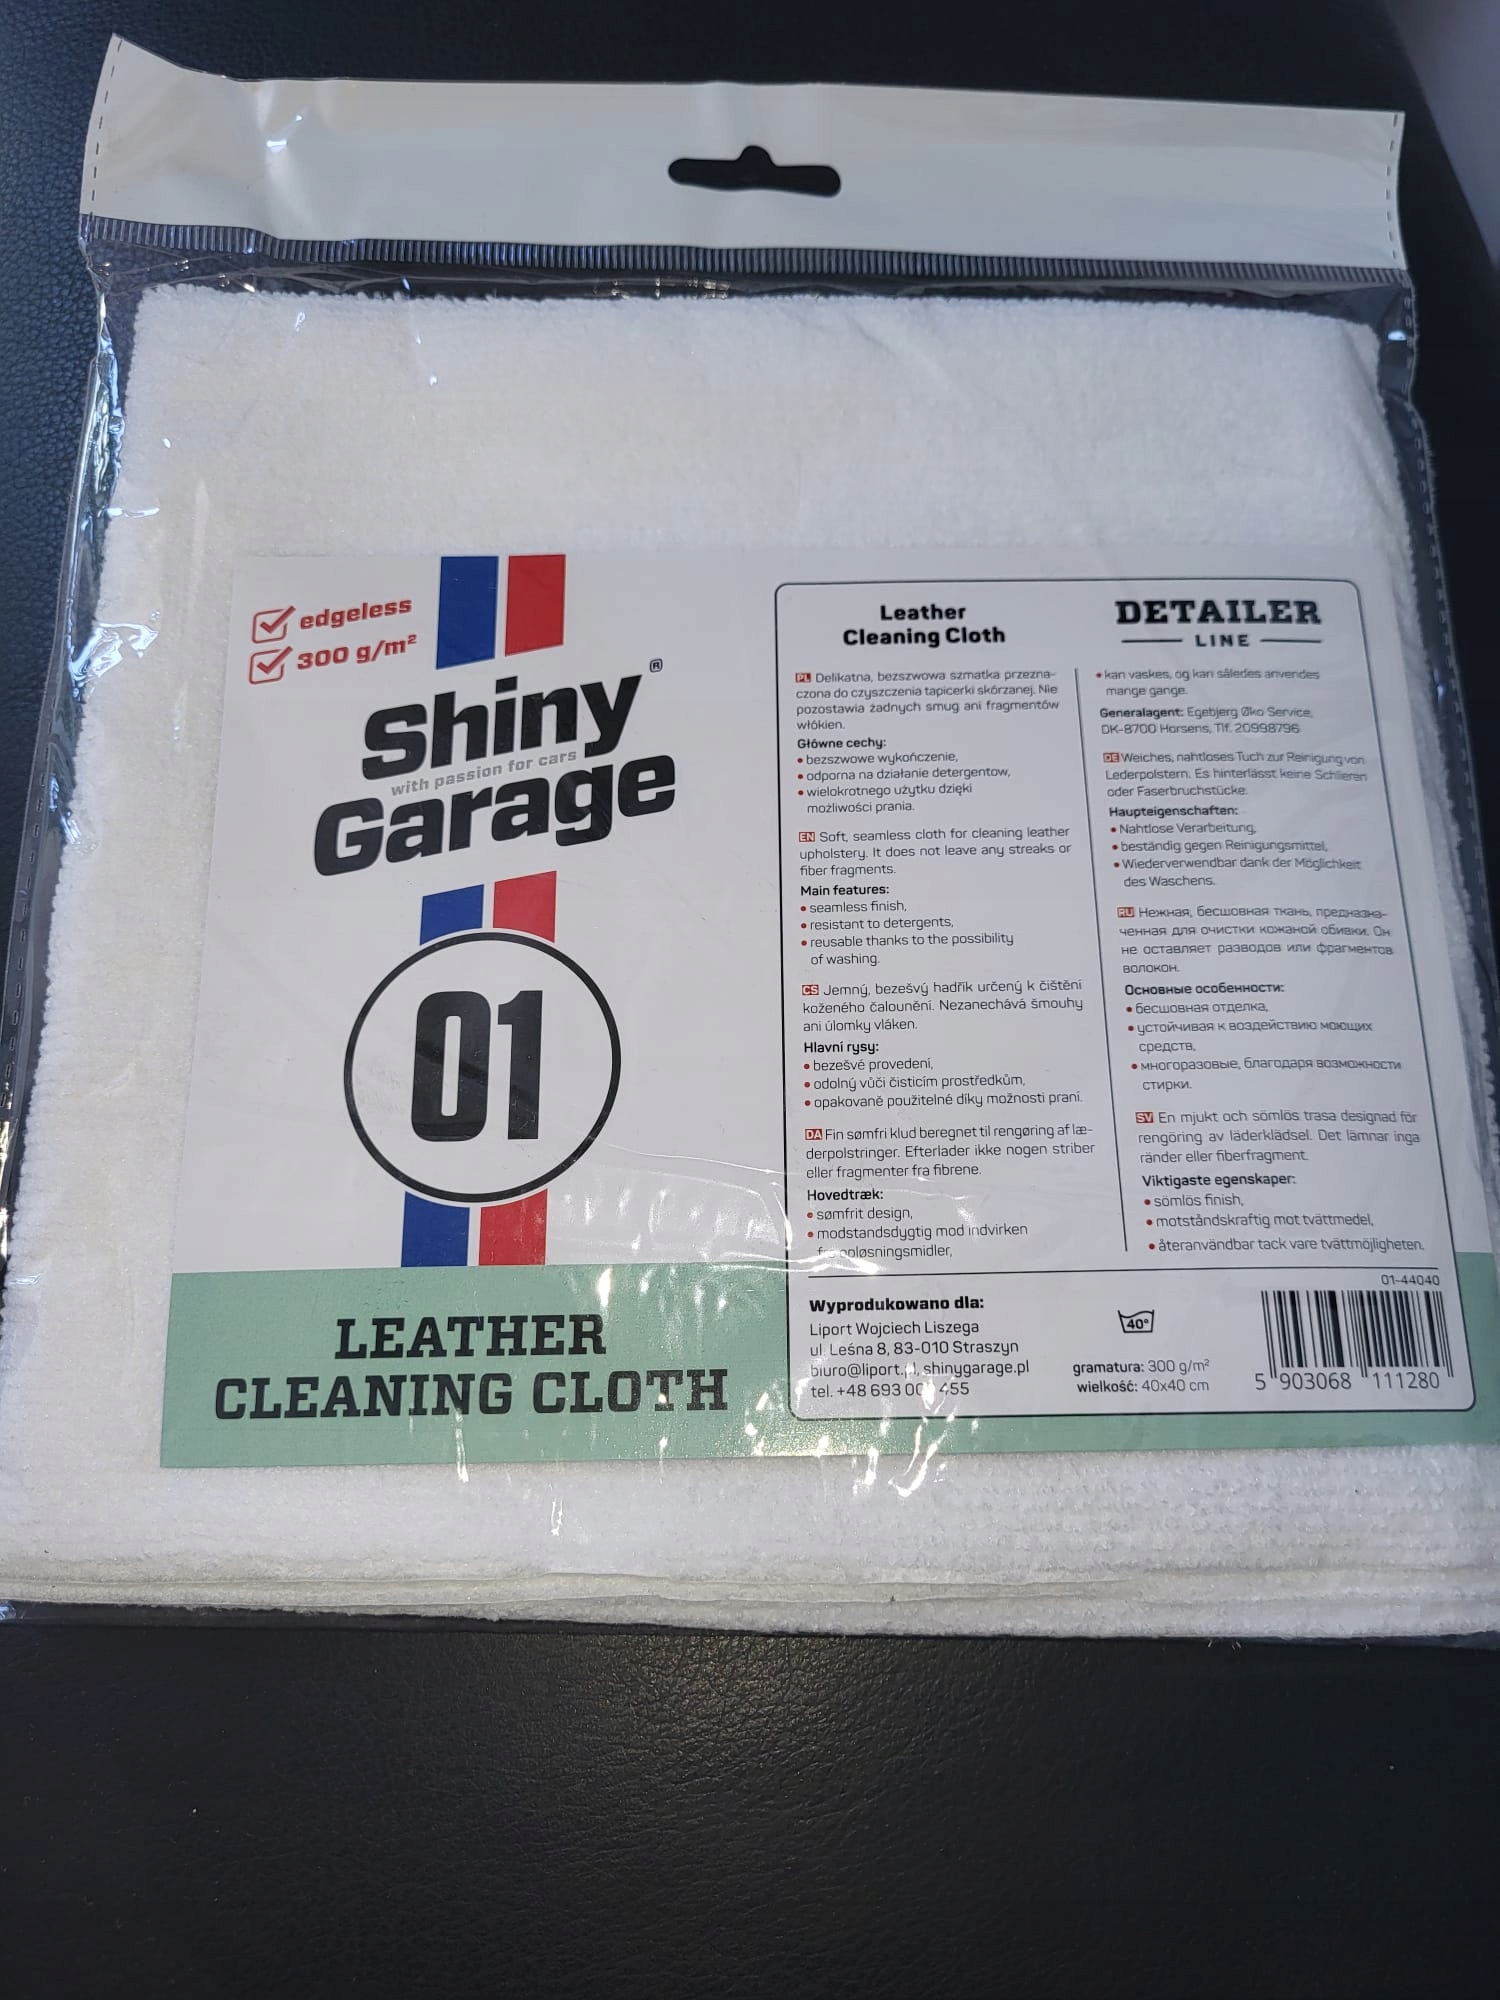 edgeless
300 g/m²
Shiny®
with passion for cars
Garage
01
LEATHER
CLEANING CLOTH
Leather
Cleaning Cloth
PL Delikatna, bezszwowa szmatka przezna-
czona do czyszczenia tapicerki skórzanej. Nie
pozostawia żadnych smug ani fragmentów
włókien.
Główne cechy:
• bezszwowe wykończenie,
• odporna na działanie detergentow,
• wielokrotnego użytku dzięki
możliwości prania.
EN Soft, seamless cloth for cleaning leather
upholstery. It does not leave any streaks or
fiber fragments.
Main features:
• seamless finish,
• resistant to detergents,
• reusable thanks to the possibility
of washing.
CS Jemný, bezešvý hadřík určený k čištění
koženého čalounění. Nezanechává šmouhy
ani úlomky vláken.
Hlavní rysy:
• bezešvé provedení,
• odolný vůči čisticím prostředkům,
• opakovaně použitelné díky možnosti praní.
DA Fin sømfri klud beregnet til rengøring af læ-
derpolstringer. Efterlader ikke nogen striber
eller fragmenter fra fibrene.
Hovedtræk:
• sømfrit design,
• modstandsdygtig mod indvirken
opløsningsmidler,
DETAILER
LINE
• kan vaskes, og kan således anvendes
mange gange.
Generalagent: Egebjerg Øko Service,
DK-8700 Horsens, Tlf. 20998796
DE Weiches, nahtloses Tuch zur Reinigung von
Lederpolstern. Es hinterlässt keine Schlieren
oder Faserbruchstücke.
Haupteigenschaften:
• Nahtlose Verarbeitung,
• beständig gegen Reinigungsmittel,
• Wiederverwendbar dank der Möglichkeit
des Waschens.
RU Нежная, бесшовная ткань, предназна-
ченная для очистки кожаной обивки. Он
не оставляет разводов или фрагментов
волокон.
Основные особенности:
• бесшовная отделка,
• устойчивая к воздействию моющих
средств,
• многоразовые, благодаря возможности
стирки.
SV En mjukt och sömlös trasa designad för
rengöring av läderklädsel. Det lämnar inga
ränder eller fiberfragment.
Viktigaste egenskaper:
• sömlös finish,
• motståndskraftig mot tvättmedel,
• återanvändbar tack vare tvättmöjligheten.
Wyprodukowano dla:
Liport Wojciech Liszega
ul. Leśna 8, 83-010 Straszyn
shinygarage.pl
tel. +48 693
40°
gramatura: 300 g/m²
wielkość: 40x40 cm
01-44040
5 903068 111280